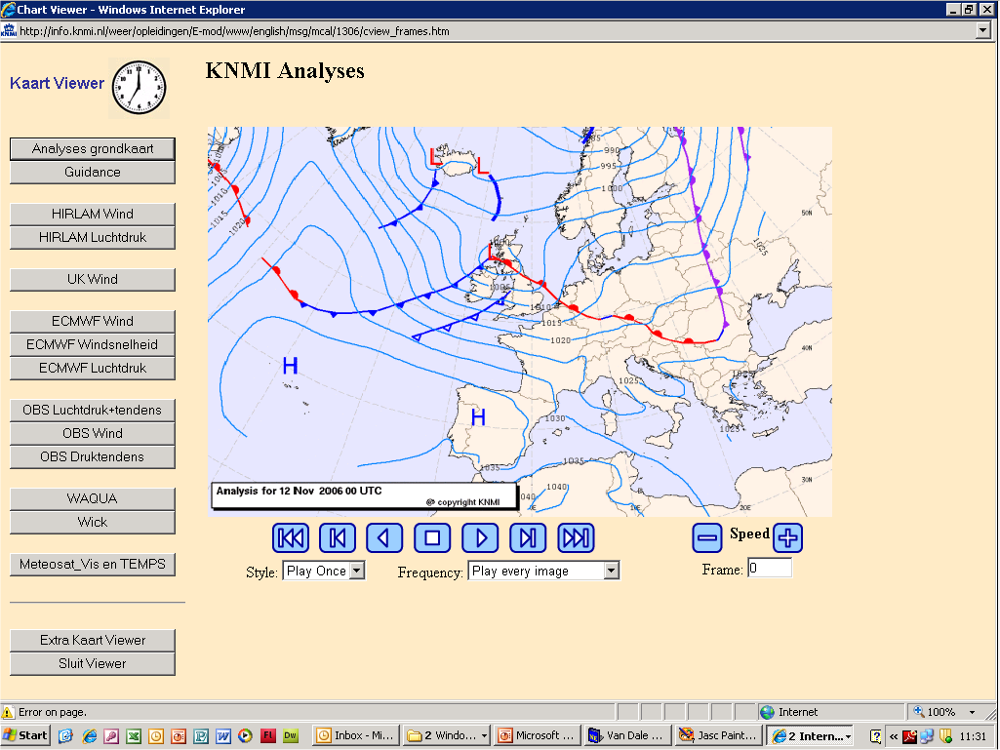 Chart Viewer - Windows Internet Explorer
http://info.knmi.nl/weer/opleidingen/E-mod/www/english/msg/mcal/1306/cview_frames.htm
Kaart Viewer
KNMI Analyses
Analyses grondkaart
Guidance
HIRLAM Wind
HIRLAM Luchtdruk
UK Wind
ECMWF Wind
ECMWF Windsnelheid
ECMWF Luchtdruk
OBS Luchtdruk+tendens
OBS Wind
OBS Druktendens
WAQUA
Wick
Meteosat_Vis en TEMPS
Extra Kaart Viewer
Sluit Viewer
L
L
L
H
H
990
995
1000
1005
1010
1015
1020
1010
1015
1020
1025
1025
1025
1030
1035
1035
1040
50N
40N
30N
20E
Analysis for 12 Nov 2006 00 UTC
@ copyright KNMI
Speed
Style: Play Once
Frequency: Play every image
Frame: 0
Error on page.
Internet
100%
Start
Inbox - Mi...
2 Windo...
Microsoft ...
Van Dale ...
Jasc Paint...
2 Intern...
11:31